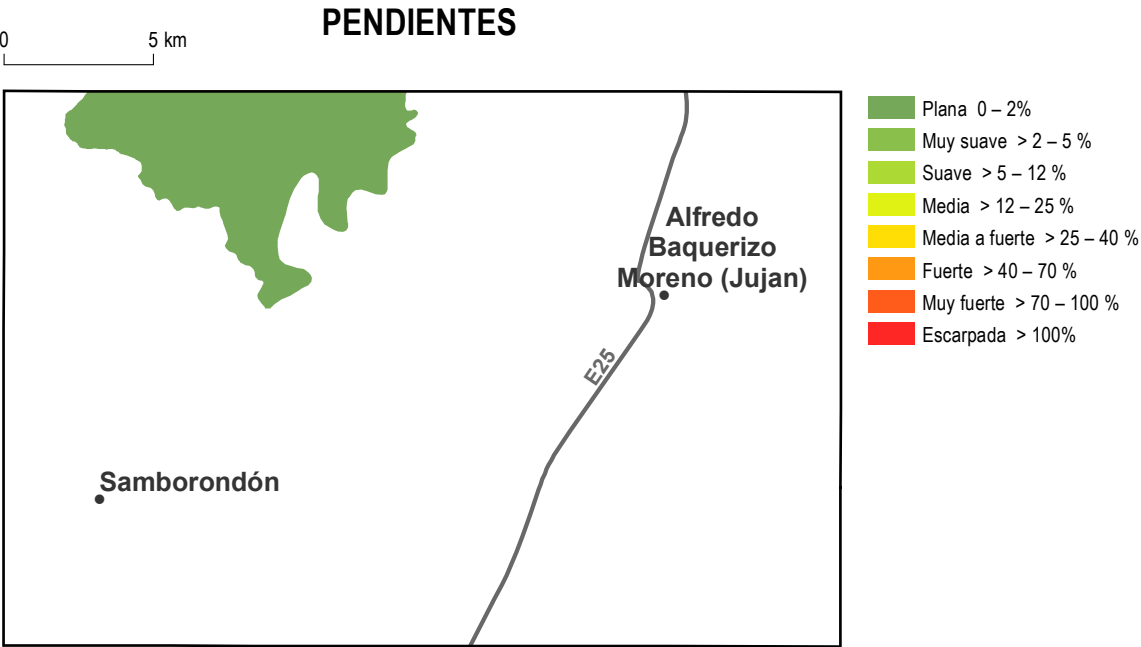 PENDIENTES
0 5 km
Plana 0 – 2%
Muy suave > 2 – 5 %
Suave > 5 – 12 %
Media > 12 – 25 %
Media a fuerte > 25 – 40 %
Fuerte > 40 – 70 %
Muy fuerte > 70 – 100 %
Escarpada > 100%
Alfredo
Baquerizo
Moreno (Jujan)
E25
Samborondón